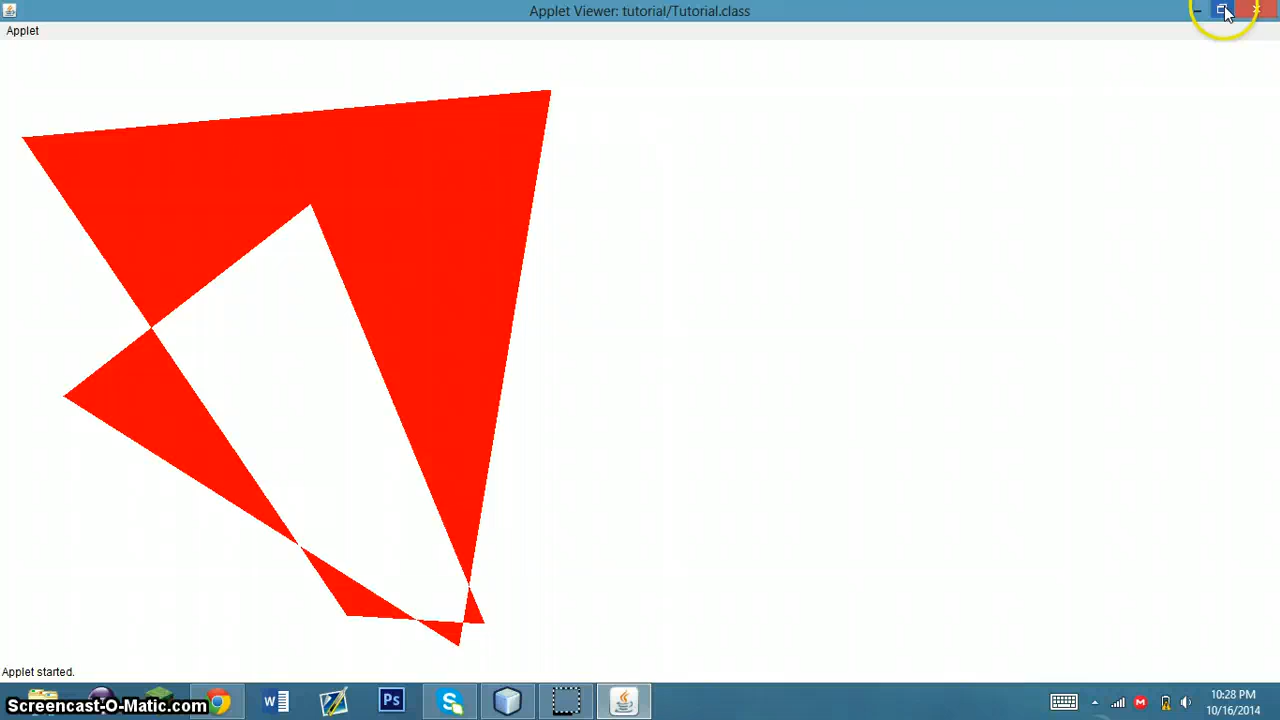 Applet Viewer: tutorial/Tutorial.class
Applet
Applet started.
W
Ps
S
M
10:28 PM
10/16/2014
Screencast-O-Matic.com